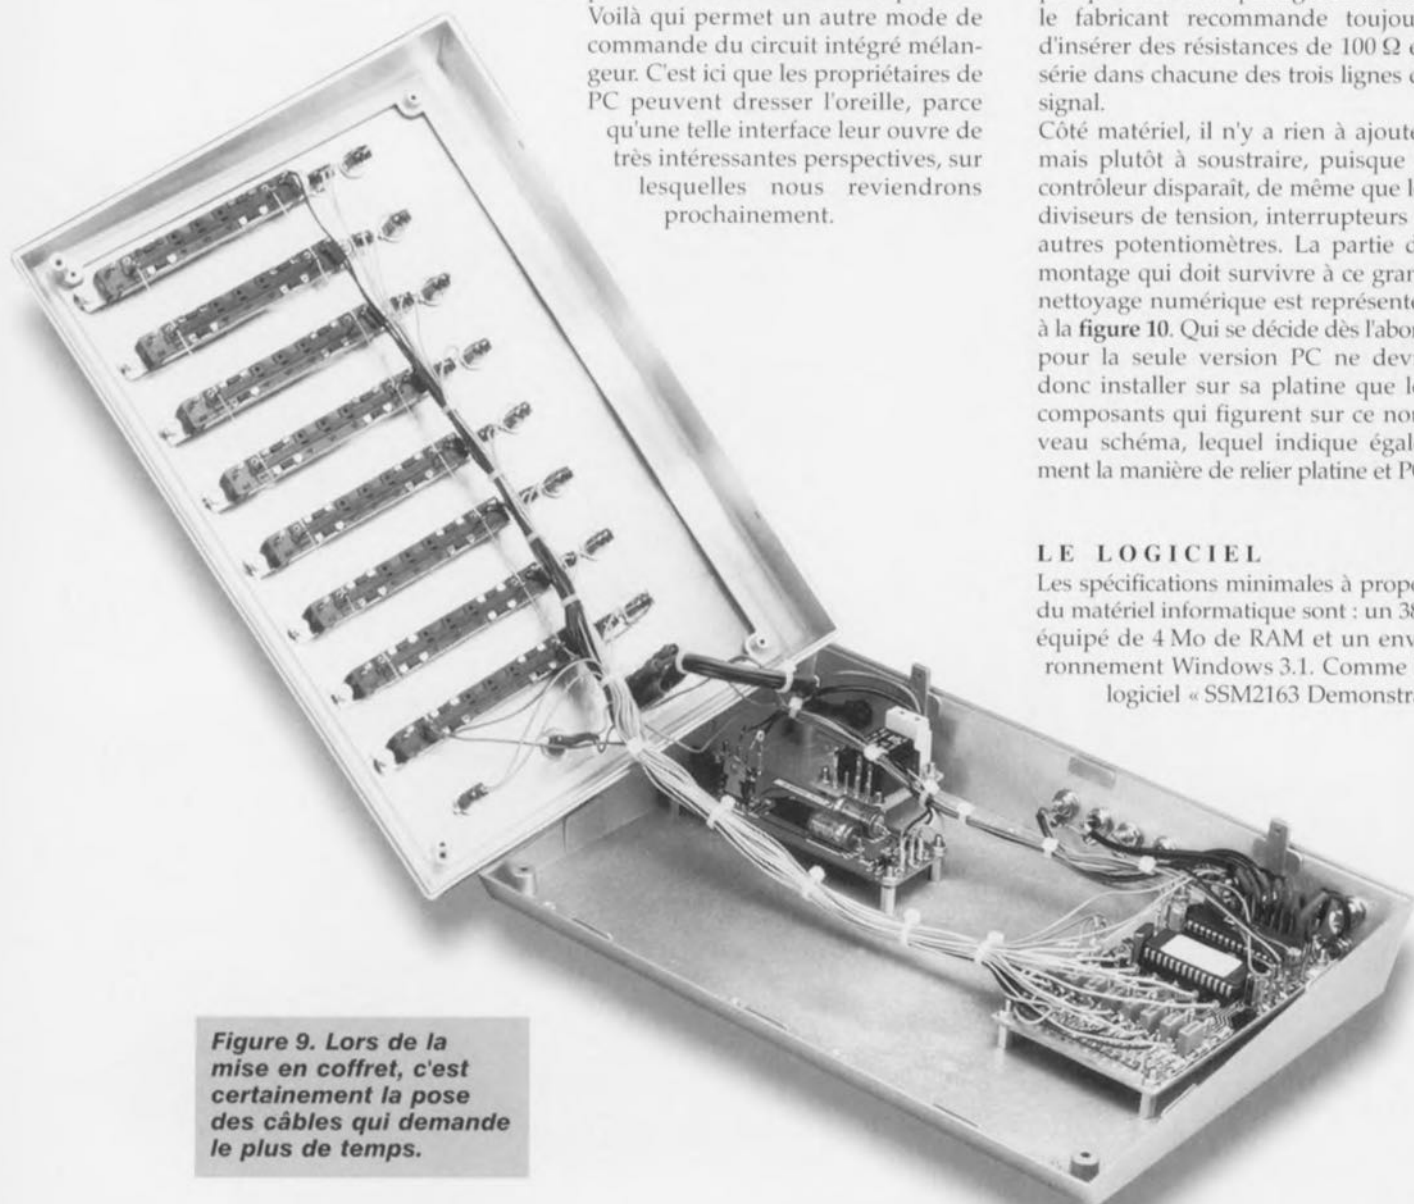 Voilà qui permet un autre mode de
commande du circuit intégré mélan-
geur. C'est ici que les propriétaires de
PC peuvent dresser l'oreille, parce
qu'une telle interface leur ouvre de
très intéressantes perspectives, sur
lesquelles nous reviendrons
prochainement.
le fabricant recommande toujou
d'insérer des résistances de 100 Ω e
série dans chacune des trois lignes d
signal.
Côté matériel, il n'y a rien à ajoute
mais plutôt à soustraire, puisque
contrôleur disparaît, de même que l
diviseurs de tension, interrupteurs
autres potentiomètres. La partie d
montage qui doit survivre à ce gran
nettoyage numérique est représenté
à la figure 10. Qui se décide dès l'abor
pour la seule version PC ne devr
donc installer sur sa platine que le
composants qui figurent sur ce nou
veau schéma, lequel indique égal
ment la manière de relier platine et PC
LE LOGICIEL
Les spécifications minimales à propo
du matériel informatique sont : un 38
équipé de 4 Mo de RAM et un envi
ronnement Windows 3.1. Comme
logiciel « SSM2163 Demonstra
Figure 9. Lors de la
mise en coffret, c'est
certainement la pose
des câbles qui demande
le plus de temps.